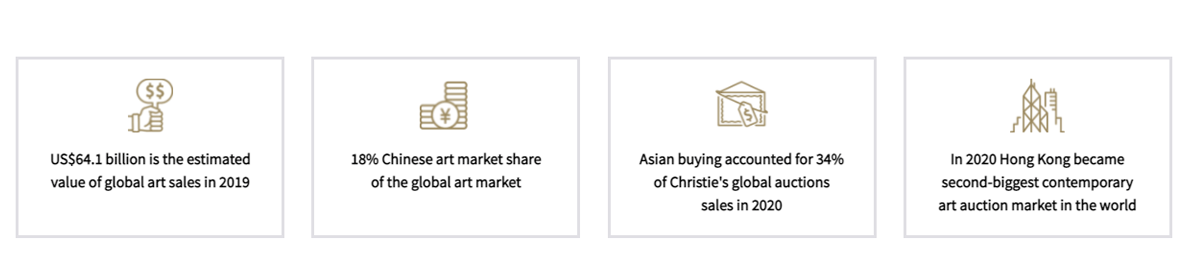 $$
¥
$
US$64.1 billion is the estimated
value of global art sales in 2019
18% Chinese art market share
of the global art market
Asian buying accounted for 34%
of Christie's global auctions
sales in 2020
In 2020 Hong Kong became
second-biggest contemporary
art auction market in the world